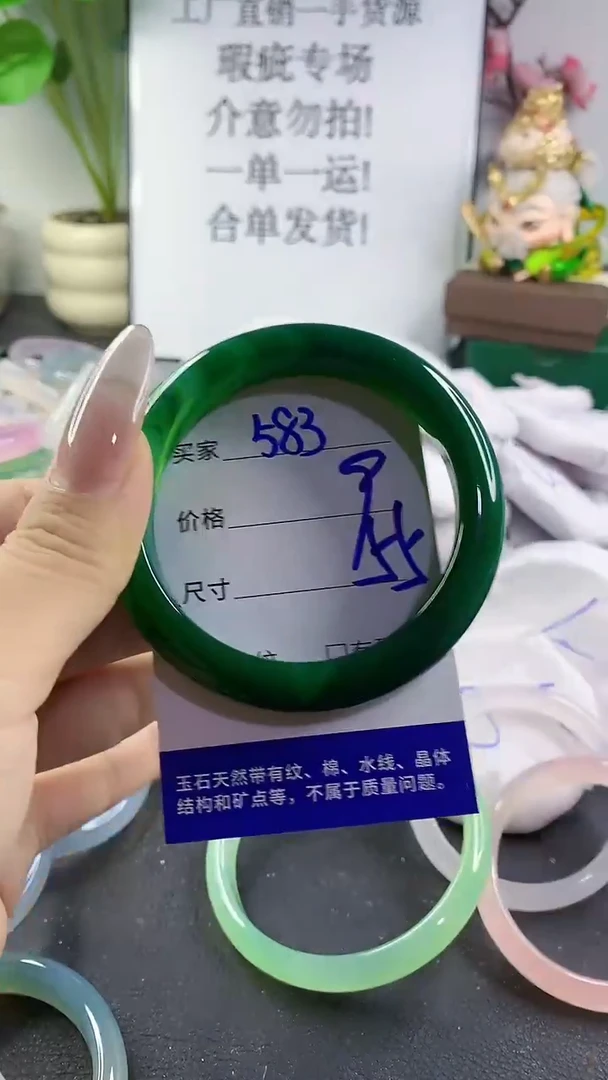 工厂直销一手货源
瑕疵专场
介意勿拍!
一单一运!
合单发货!
买家 583
价格
尺寸
玉石天然带有纹、棉、水线、晶体
结构和矿点等，不属于质量问题。